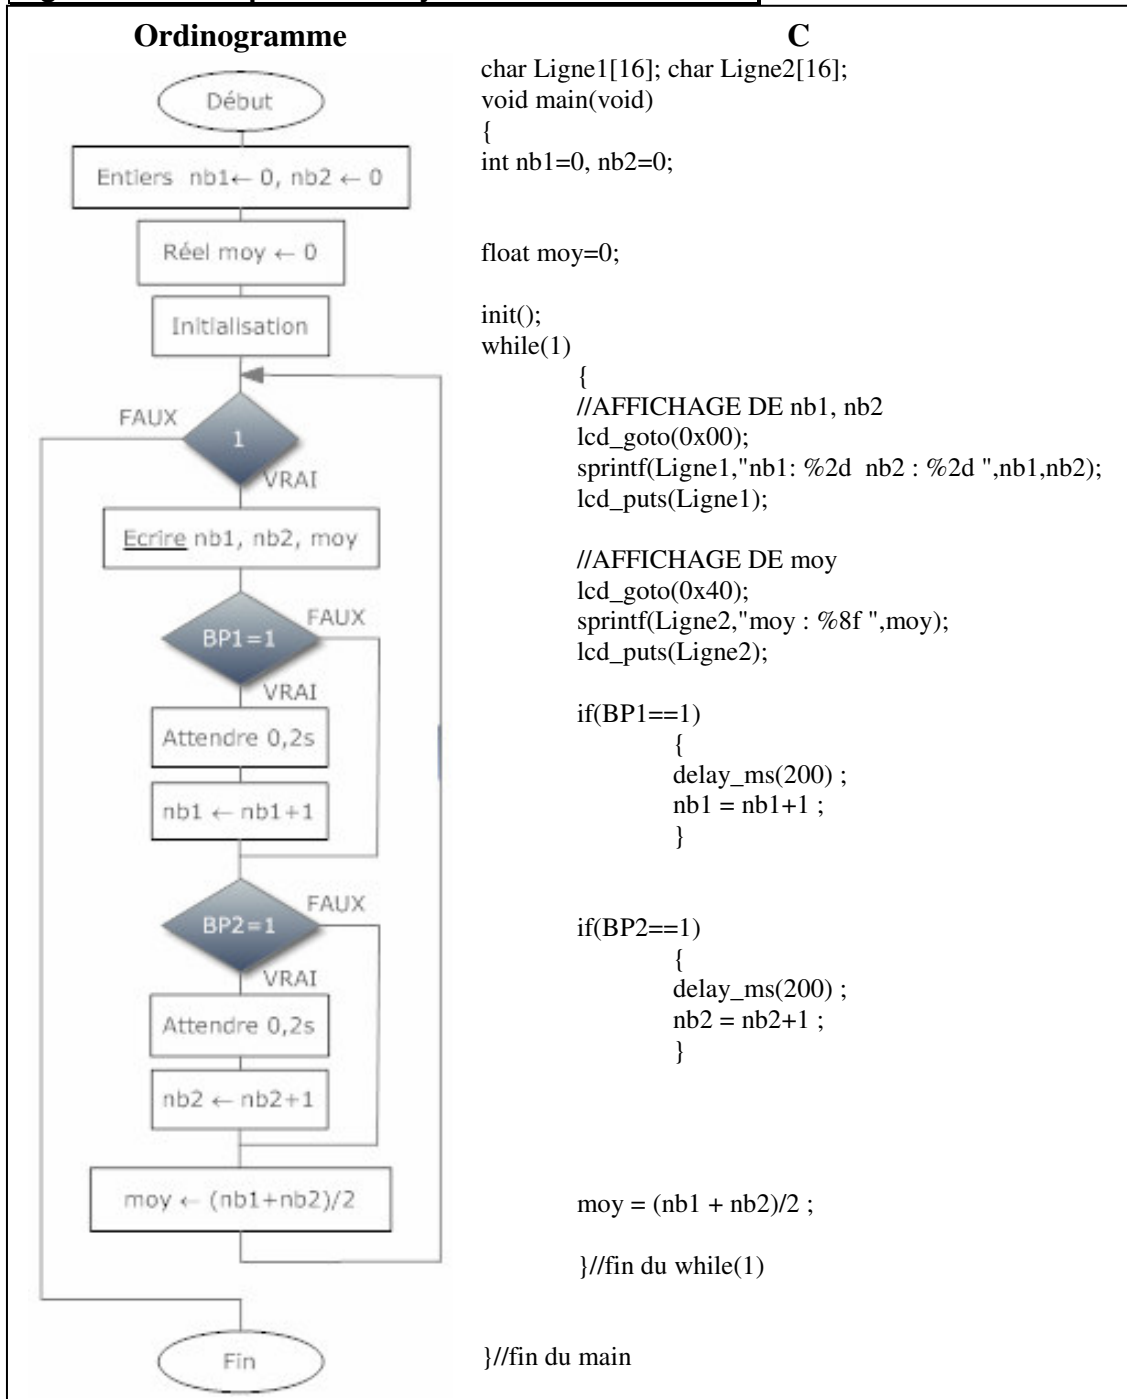 Ordinogramme
Début
Entiers nb1← 0, nb2 ← 0
Réel moy ← 0
Initialisation
FAUX
1
VRAI
Ecrire nb1, nb2, moy
FAUX
BP1=1
VRAI
Attendre 0,2s
nb1 ← nb1+1
FAUX
BP2=1
VRAI
Attendre 0,2s
nb2 ← nb2+1
moy ← (nb1+nb2)/2
Fin
C
char Ligne1[16]; char Ligne2[16];
void main(void)
{
int nb1=0, nb2=0;
float moy=0;
init();
while(1)
{
//AFFICHAGE DE nb1, nb2
lcd_goto(0x00);
sprintf(Ligne1,"nb1: %2d  nb2 : %2d ",nb1,nb2);
lcd_puts(Ligne1);
//AFFICHAGE DE moy
lcd_goto(0x40);
sprintf(Ligne2,"moy : %8f ",moy);
lcd_puts(Ligne2);
if(BP1==1)
{
delay_ms(200) ;
nb1 = nb1+1 ;
}
if(BP2==1)
{
delay_ms(200) ;
nb2 = nb2+1 ;
}
moy = (nb1 + nb2)/2 ;
}//fin du while(1)
}//fin du main